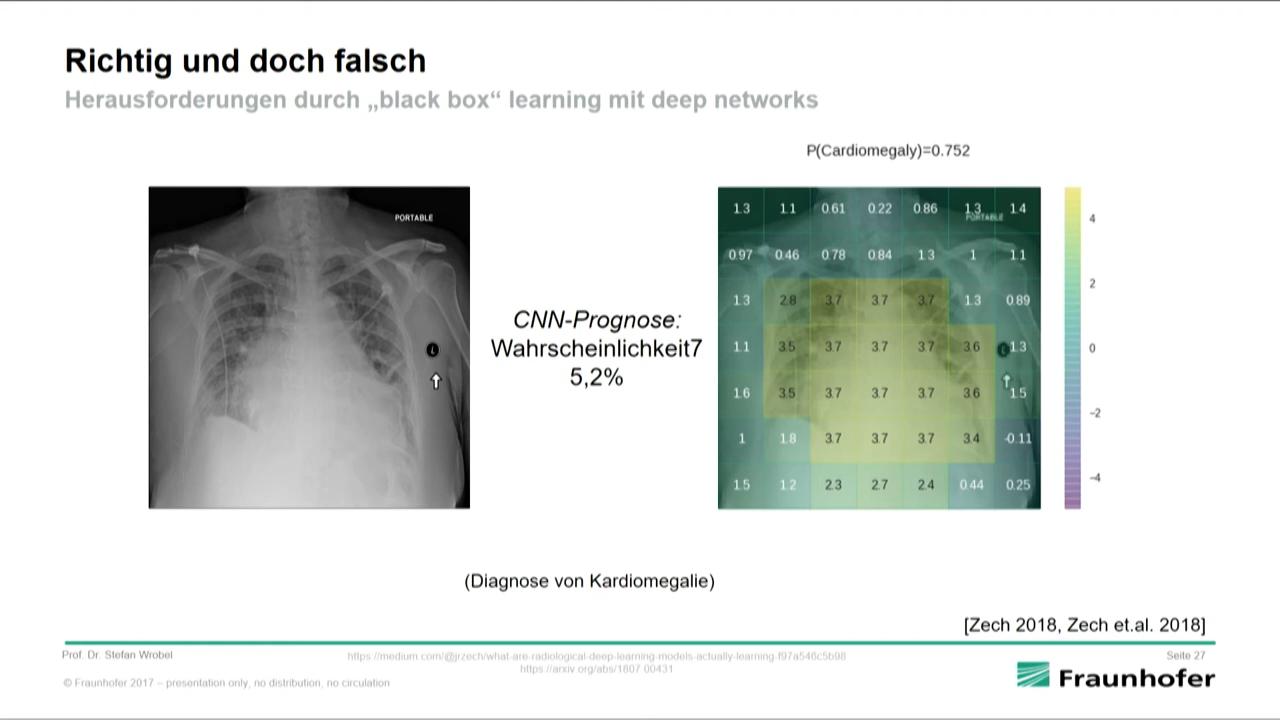 Richtig und doch falsch
Herausforderungen durch „black box“ learning mit deep networks
P(Cardiomegaly)=0.752
PORTABLE
L
CNN-Prognose:
Wahrscheinlichkeit7
5,2%
1.3 1.1 0.61 0.22 0.86 1.3 1.4
PORTABLE
0.97 0.46 0.78 0.84 1.3 1 1.1
1.3 2.8 3.7 3.7 3.7 1.3 0.89
1.1 3.5 3.7 3.7 3.7 3.6 L 1.3
1.6 3.5 3.7 3.7 3.7 3.6 1.5
1 1.8 3.7 3.7 3.7 3.4 -0.11
1.5 1.2 2.3 2.7 2.4 0.44 0.25
4
2
0
-2
-4
(Diagnose von Kardiomegalie)
[Zech 2018, Zech et.al. 2018]
Prof. Dr. Stefan Wrobel
https://medium.com/@jrzech/what-are-radiological-deep-learning-models-actually-learning-f97a546c5b98
https://arxiv.org/abs/1807.00431
Seite 27
© Fraunhofer 2017 – presentation only, no distribution, no circulation
Fraunhofer